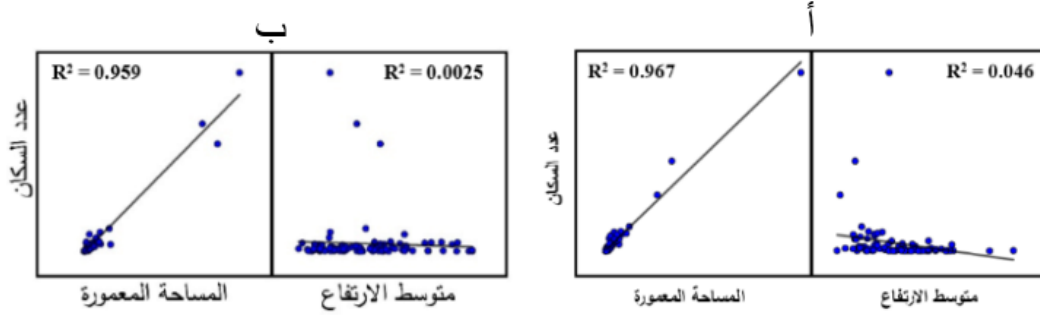 أ
R² = 0.967
R² = 0.046
عدد السكان
المساحة المعمورة
متوسط الارتفاع
ب
R² = 0.959
R² = 0.0025
عدد السكان
المساحة المعمورة
متوسط الارتفاع